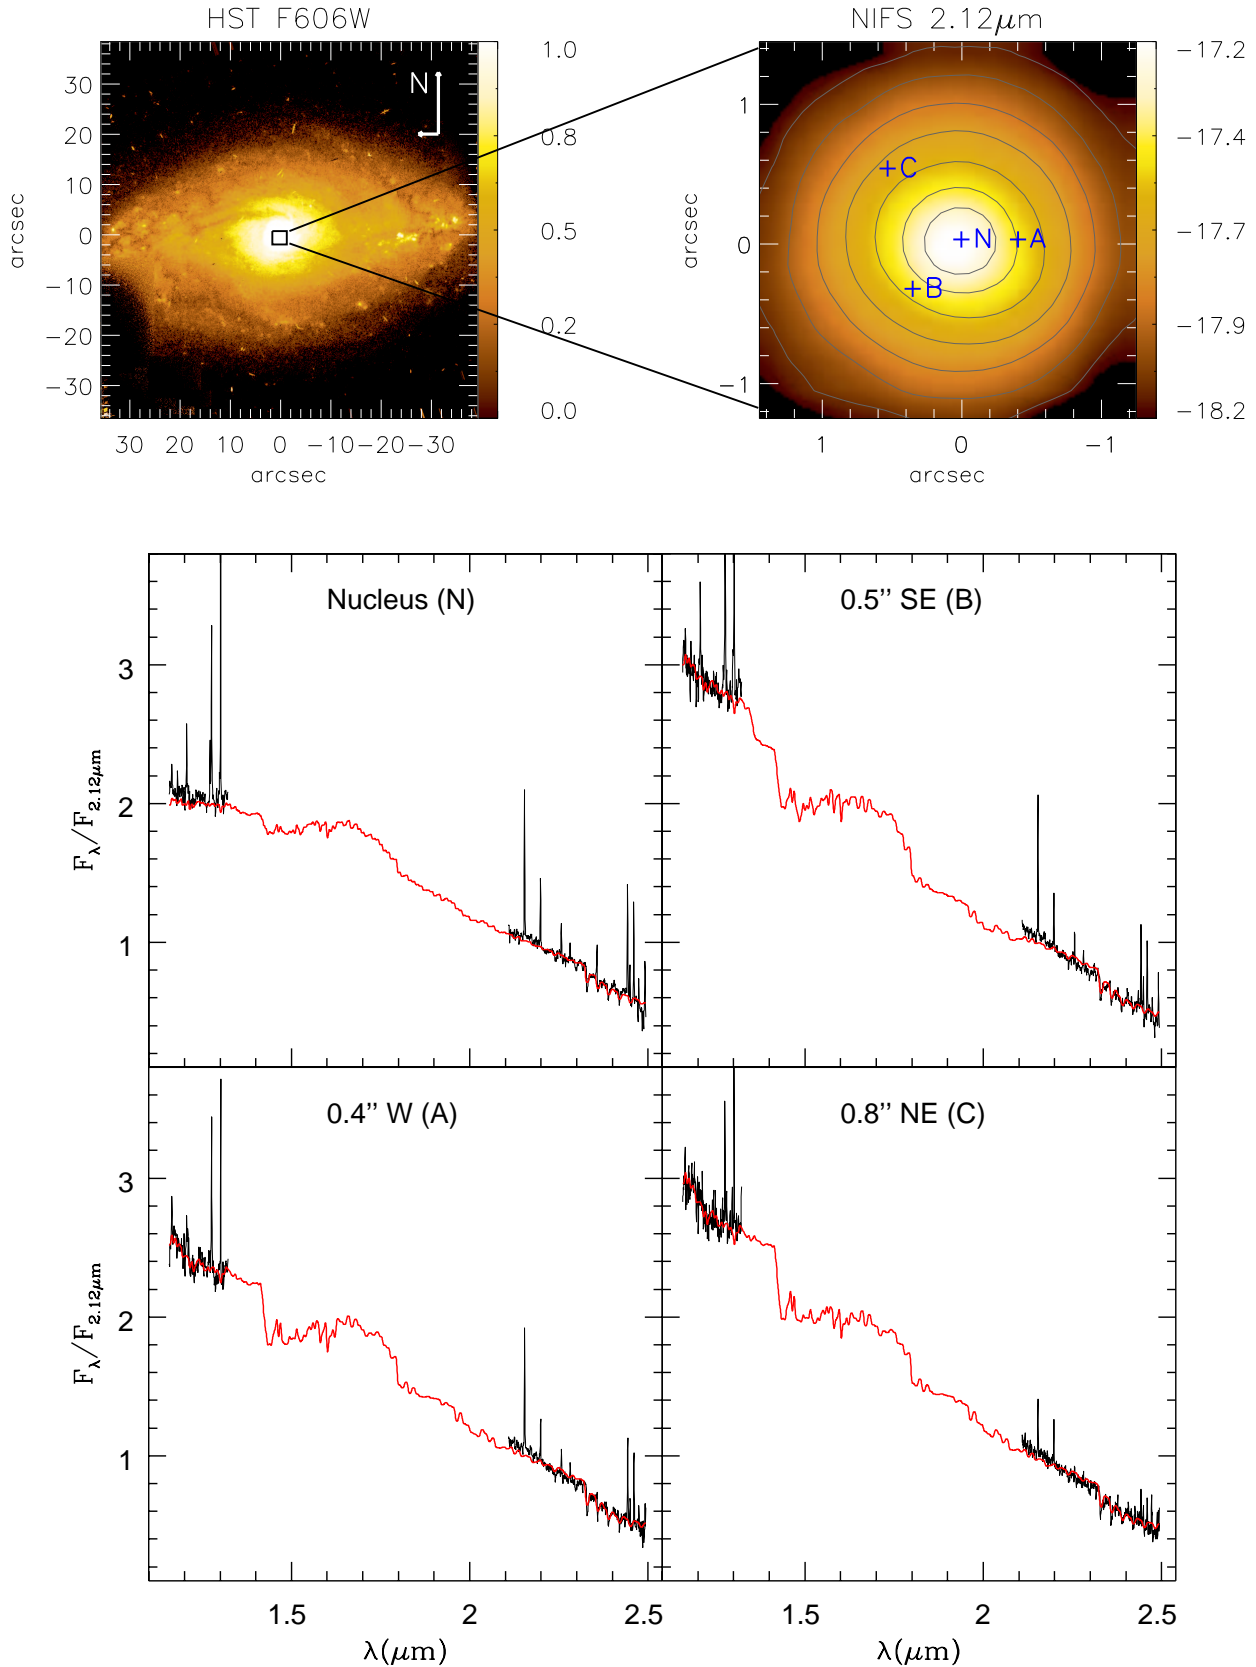 HST F606W
NIFS 2.12μm
N
30
20
10
0
−10
−20
−30
arcsec
30 20 10 0 −10−20−30
arcsec
1.0
0.8
0.5
0.2
0.0
1
0
−1
arcsec
C
N
A
B
1 0 −1
arcsec
−17.2
−17.4
−17.7
−17.9
−18.2
Nucleus (N)
0.5’’ SE (B)
3
2
1
Fλ/F2.12μm
0.4’’ W (A)
0.8’’ NE (C)
3
2
1
Fλ/F2.12μm
1.5 2 2.5
λ(μm)
1.5 2 2.5
λ(μm)